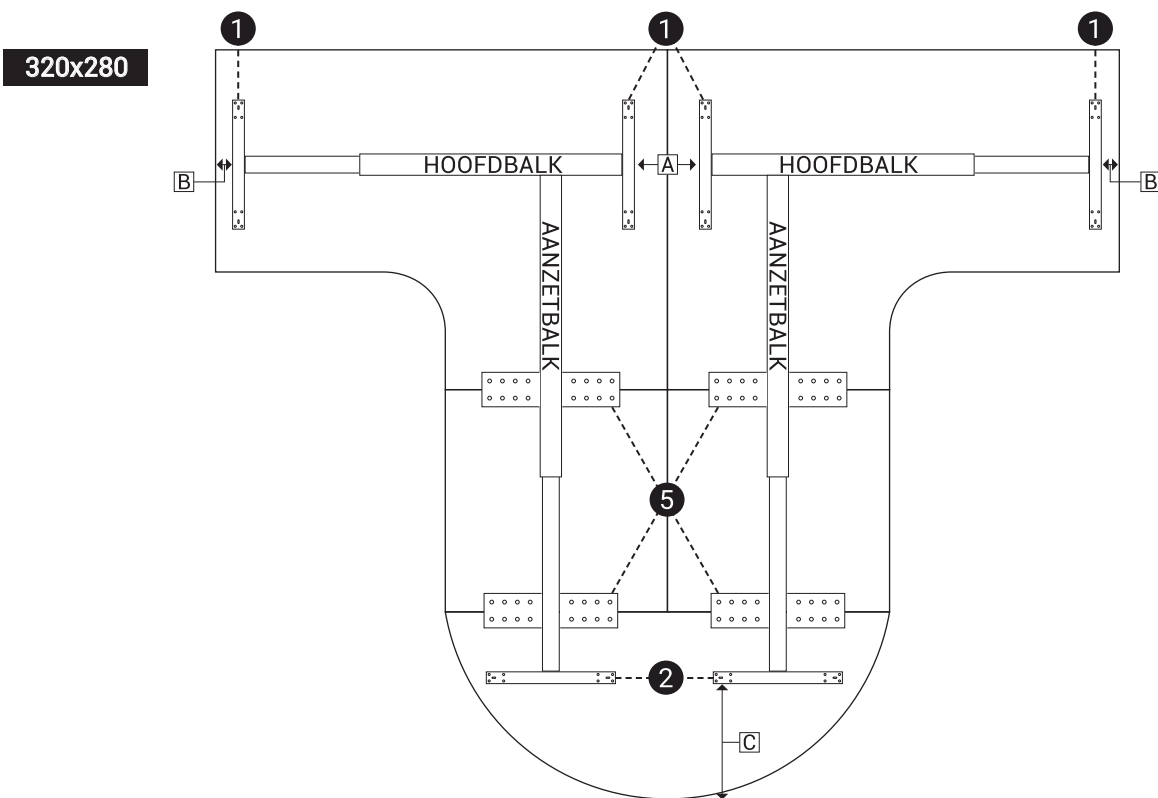 1 1 1
320x280
HOOFDBALK A HOOFDBALK
B B
AANZETBALK AANZETBALK
5
2
C